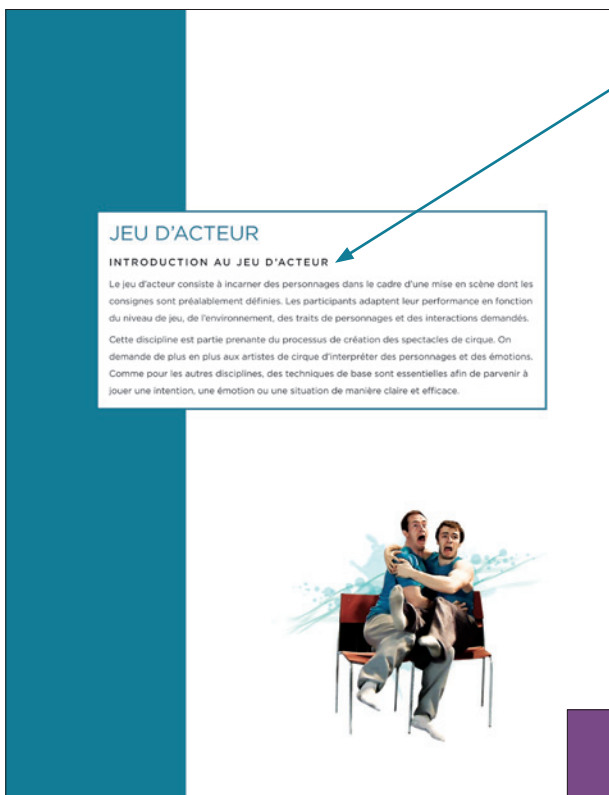 JEU D'ACTEUR
INTRODUCTION AU JEU D'ACTEUR
Le jeu d'acteur consiste à incarner des personnages dans le cadre d'une mise en scène dont les
consignes sont préalablement définies. Les participants adaptent leur performance en fonction
du niveau de jeu, de l'environnement, des traits de personnages et des interactions demandés.
Cette discipline est partie prenante du processus de création des spectacles de cirque. On
demande de plus en plus aux artistes de cirque d'interpréter des personnages et des émotions.
Comme pour les autres disciplines, des techniques de base sont essentielles afin de parvenir à
jouer une intention, une émotion ou une situation de manière claire et efficace.